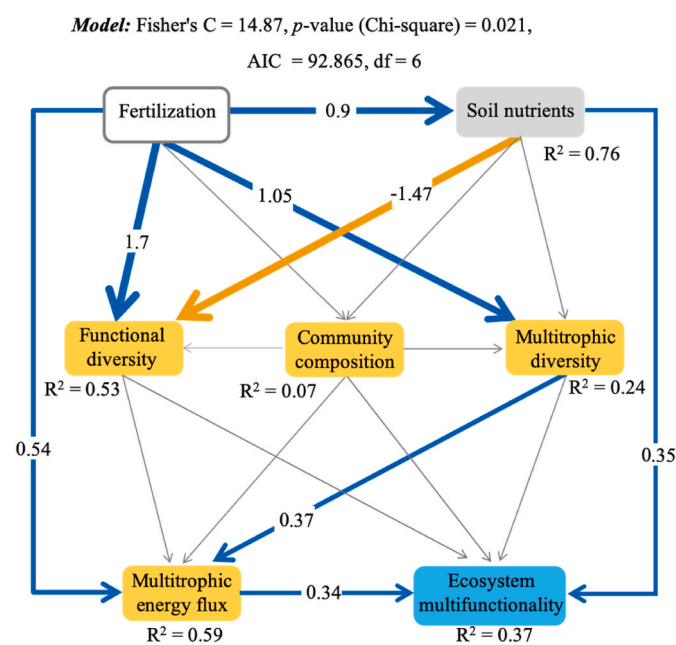 Model: Fisher's C = 14.87, p-value (Chi-square) = 0.021,
AIC = 92.865, df = 6
Fertilization
0.9
Soil nutrients
R² = 0.76
1.05
-1.47
1.7
Functional
diversity
R² = 0.53
Community
composition
R² = 0.07
Multitrophic
diversity
R² = 0.24
0.54
0.35
0.37
Multitrophic
energy flux
R² = 0.59
0.34
Ecosystem
multifunctionality
R² = 0.37